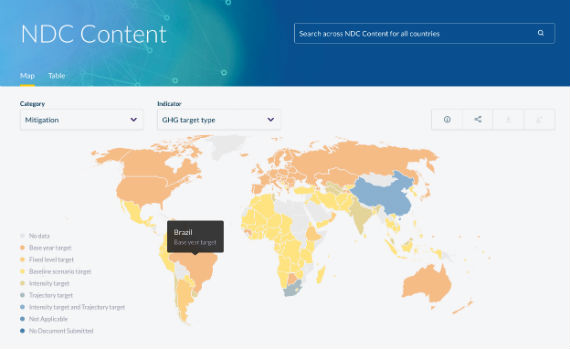 NDC Content
Search across NDC Content for all countries
Map
Table
Category
Indicator
Mitigation
GHG target type
Brazil
Base year target
No data
Base year target
Fixed level target
Baseline scenario target
Intensity target
Trajectory target
Intensity target and Trajectory target
Not Applicable
No Document Submitted